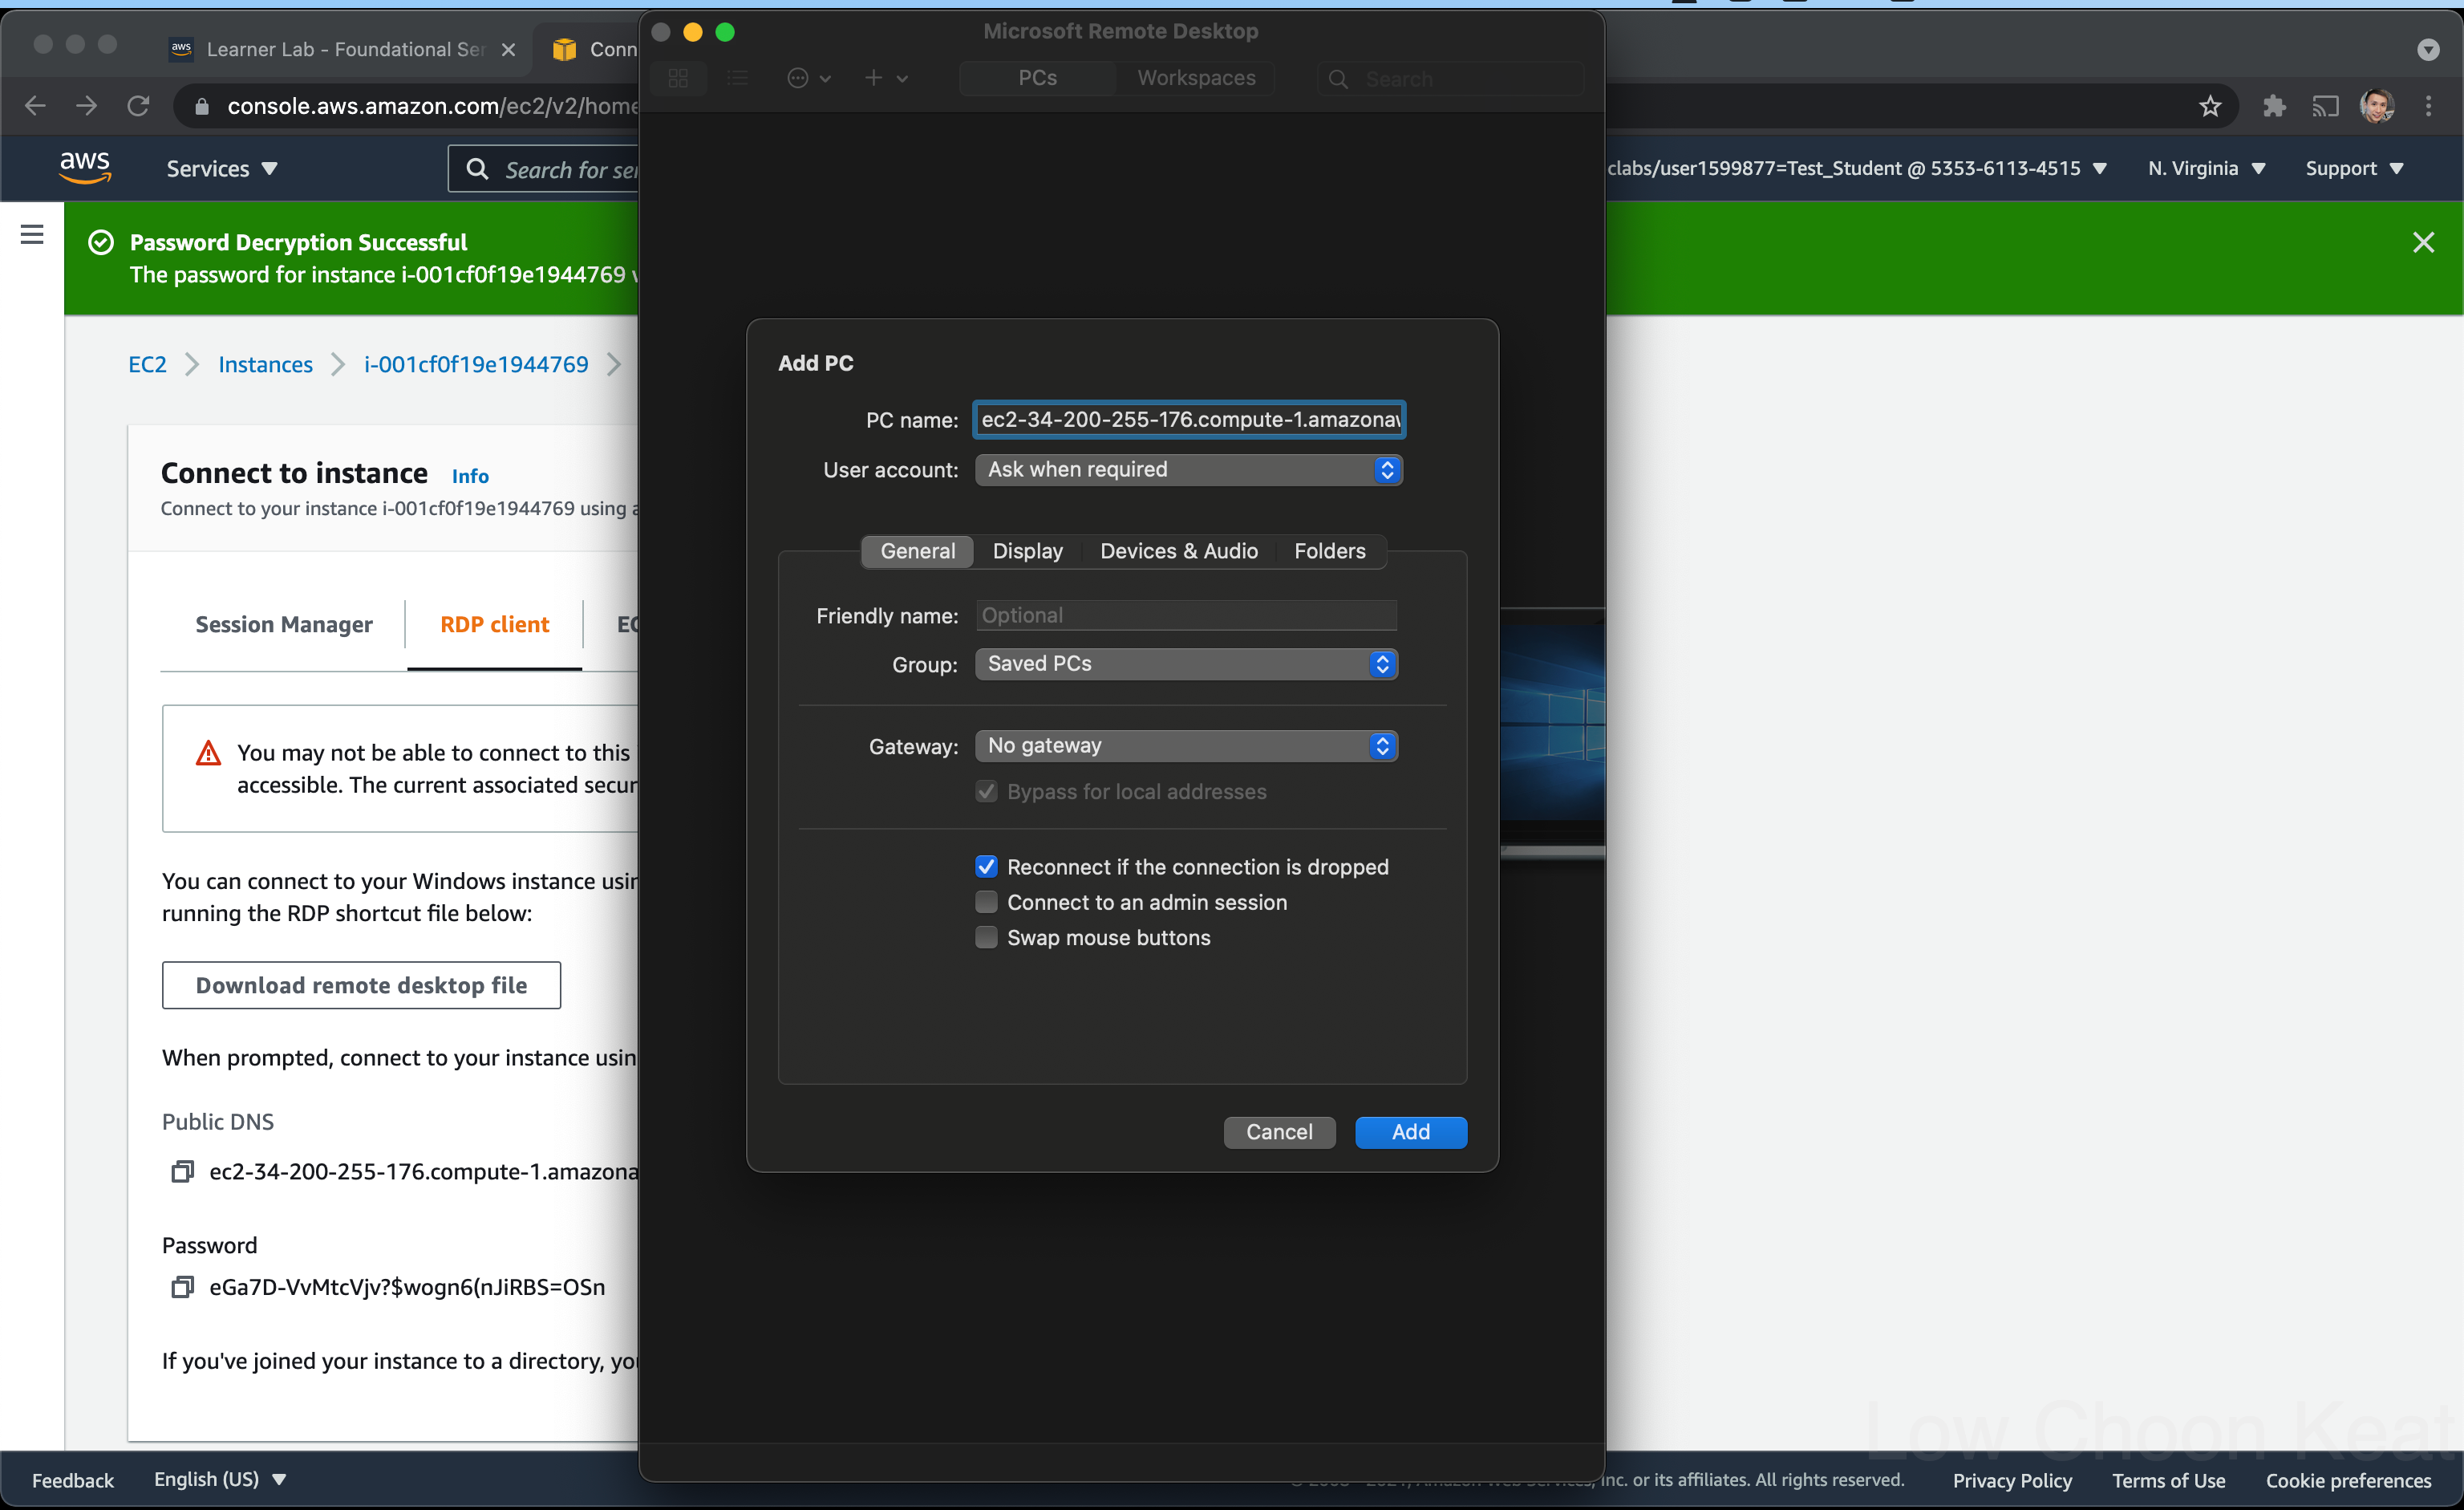 Learner Lab - Foundational Ser
Conn
console.aws.amazon.com/ec2/v2/home
aws
Services
Search for ser
clabs/user1599877=Test_Student @ 5353-6113-4515
N. Virginia
Support
Password Decryption Successful
The password for instance i-001cf0f19e1944769
EC2
Instances
i-001cf0f19e1944769
Connect to instance
Info
Connect to your instance i-001cf0f19e1944769 using a
Session Manager
RDP client
EC
You may not be able to connect to this
accessible. The current associated secur
You can connect to your Windows instance usin
running the RDP shortcut file below:
Download remote desktop file
When prompted, connect to your instance usin
Public DNS
ec2-34-200-255-176.compute-1.amazona
Password
eGa7D-VvMtcVjv?$wogn6(nJiRBS=OSn
If you've joined your instance to a directory, you
Microsoft Remote Desktop
PCs
Workspaces
Search
Add PC
PC name: ec2-34-200-255-176.compute-1.amazonaw
User account: Ask when required
General
Display
Devices & Audio
Folders
Friendly name: Optional
Group: Saved PCs
Gateway: No gateway
Bypass for local addresses
Reconnect if the connection is dropped
Connect to an admin session
Swap mouse buttons
Cancel
Add
Low Choon Keat
Feedback
English (US)
Inc. or its affiliates. All rights reserved.
Privacy Policy
Terms of Use
Cookie preferences